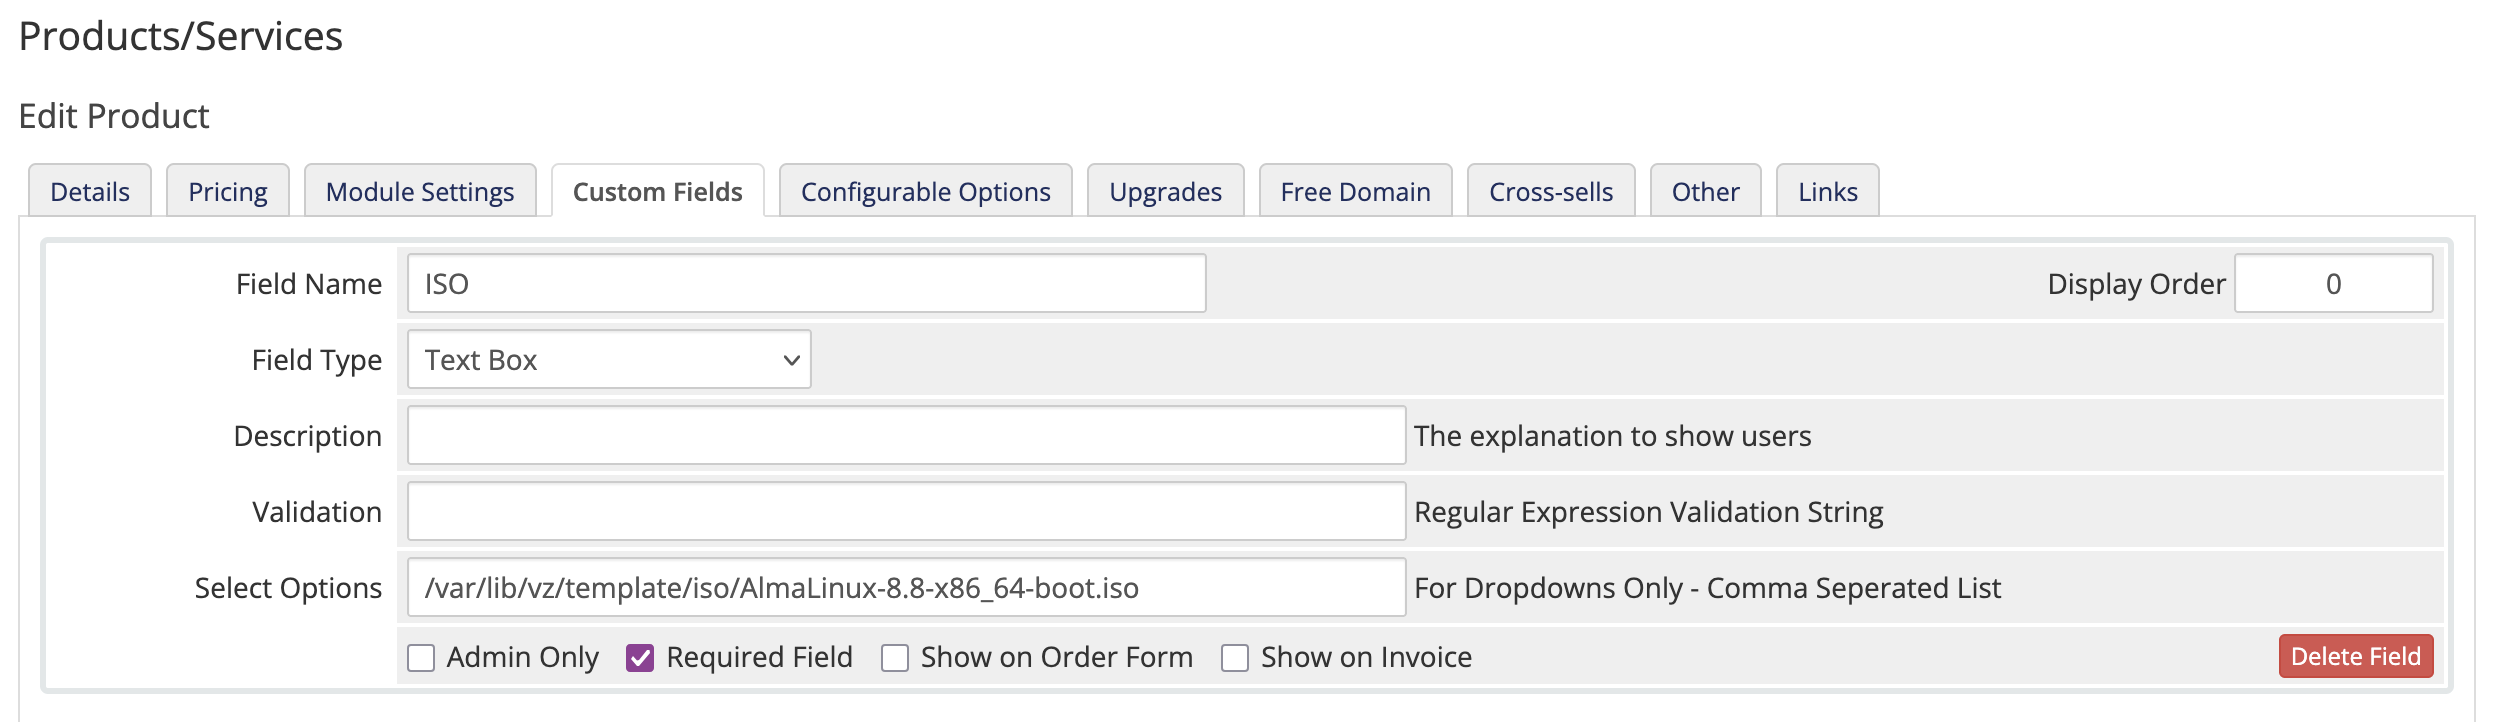 Products/Services
Edit Product
Details Pricing Module Settings Custom Fields Configurable Options Upgrades Free Domain Cross-sells Other Links
Field Name ISO Display Order 0
Field Type Text Box
Description The explanation to show users
Validation Regular Expression Validation String
Select Options /var/lib/vz/template/iso/AlmaLinux-8.8-x86_64-boot.iso For Dropdowns Only - Comma Seperated List
Admin Only Required Field Show on Order Form Show on Invoice Delete Field